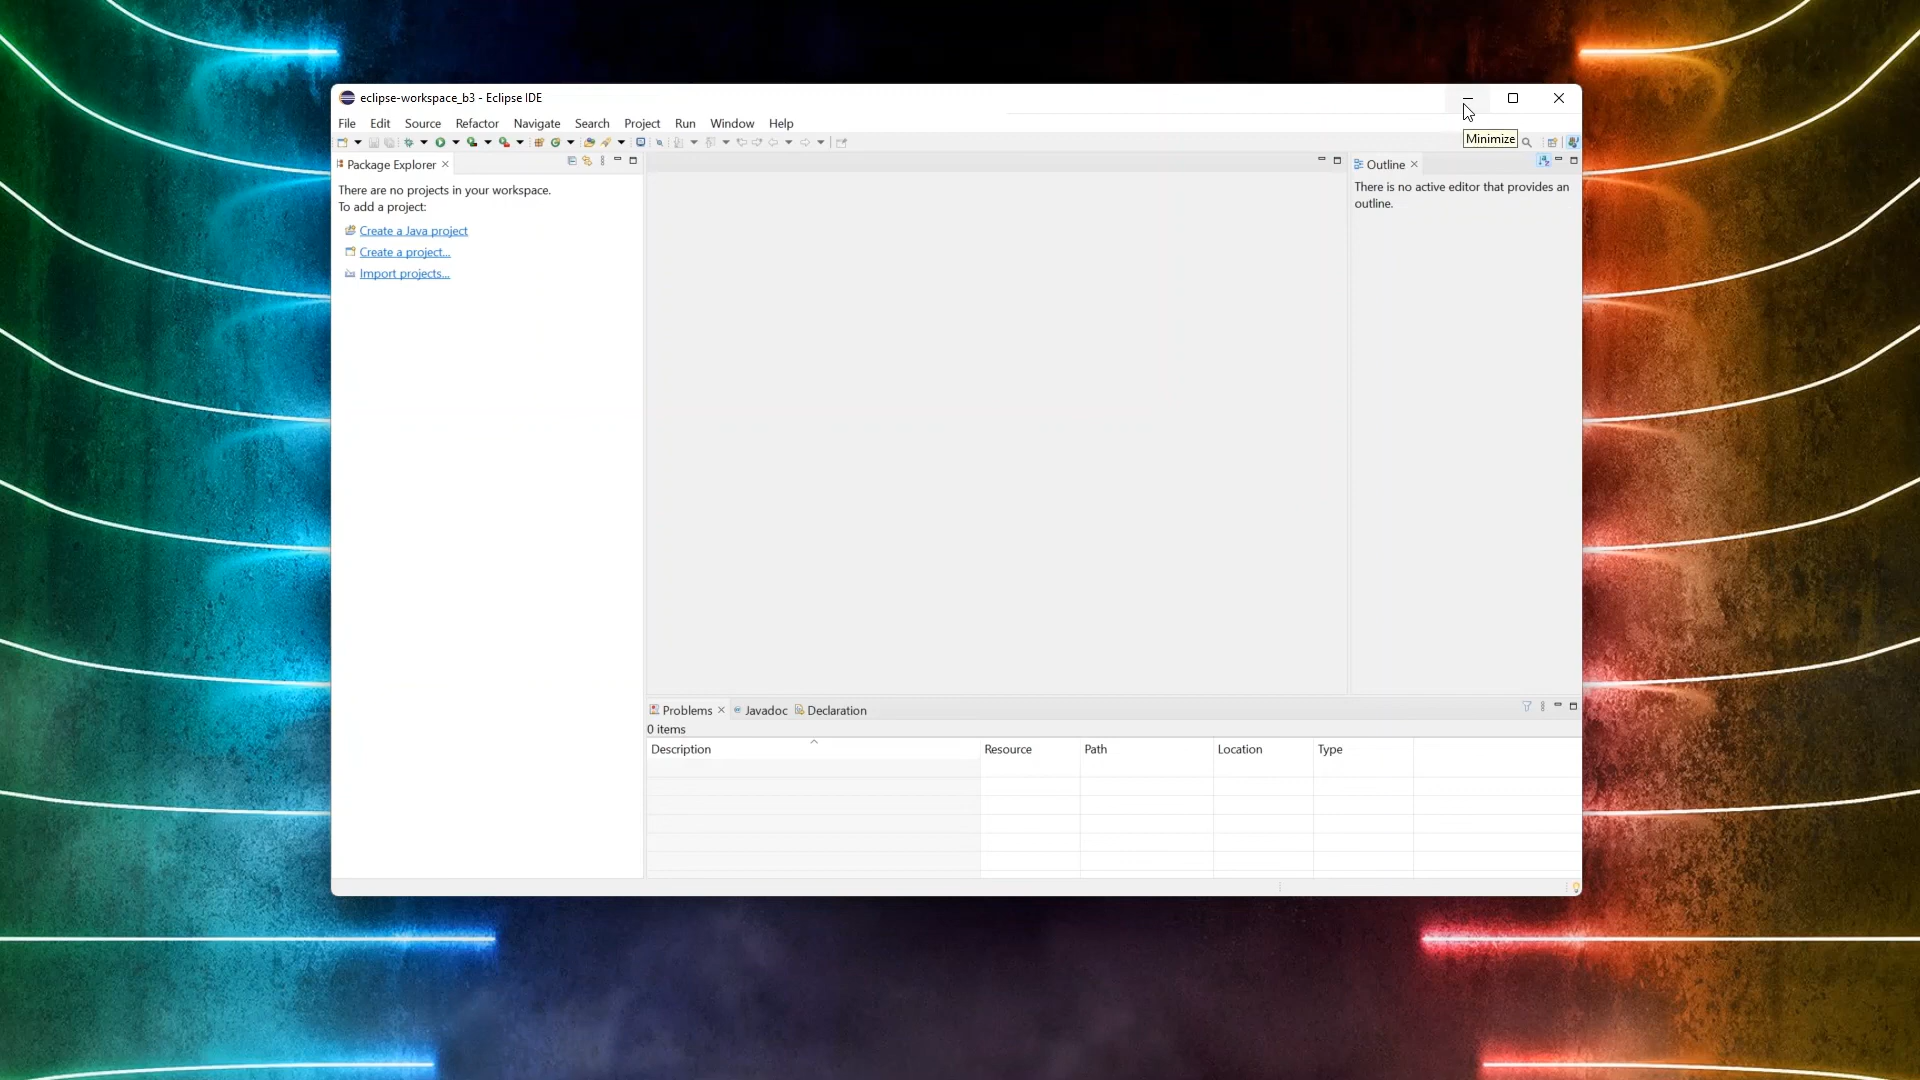 eclipse-workspace_b3 - Eclipse IDE
File Edit Source Refactor Navigate Search Project Run Window Help
Minimize
Package Explorer
There are no projects in your workspace.
To add a project:
Create a Java project
Create a project...
Import projects...
Outline
There is no active editor that provides an
outline.
Problems Javadoc Declaration
0 items
Description Resource Path Location Type